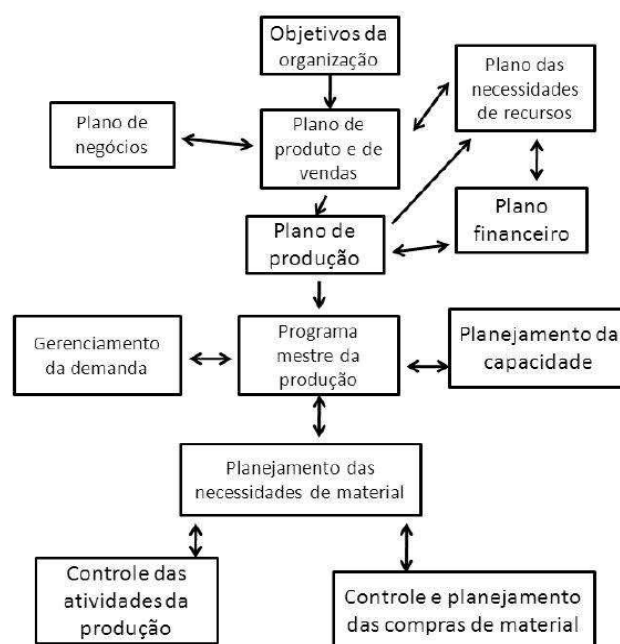 Objetivos da
organização
Plano das
necessidades
de recursos
Plano de
negócios
Plano de
produto e de
vendas
Plano
financeiro
Plano de
produção
Gerenciamento
da demanda
Programa
mestre da
produção
Planejamento da
capacidade
Planejamento das
necessidades de material
Controle das
atividades da
produção
Controle e planejamento
das compras de material